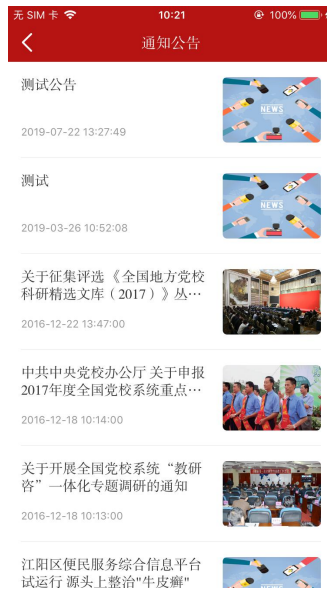 无 SIM 卡 10:21 100%
通知公告
测试公告
NEWS
2019-07-22 13:27:49
测试
NEWS
2019-03-26 10:52:08
关于征集评选《全国地方党校
科研精选文库（2017）》丛…
2016-12-22 13:47:00
中共中央党校办公厅 关于申报
2017年度全国党校系统重点…
2016-12-18 10:14:00
关于开展全国党校系统“教研
咨”一体化专题调研的通知
2016-12-18 10:13:00
江阳区便民服务综合信息平台
试运行 源头上整治"牛皮癣"